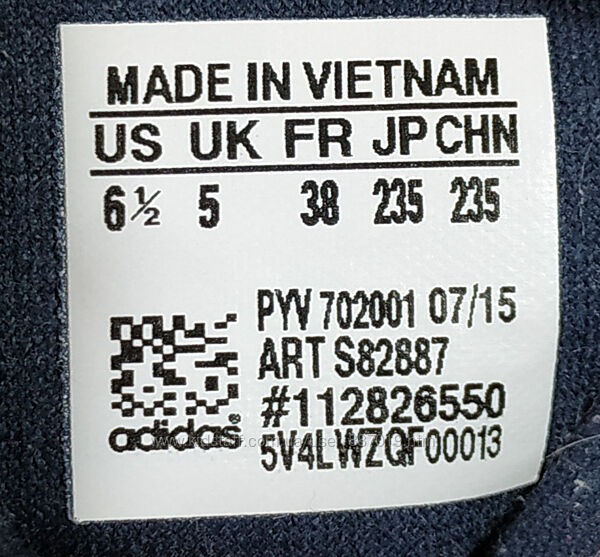 MADE IN VIETNAM
US UK FR JP CHN
6½ 5 38 235 235
PYV 702001 07/15
ART S82887
#112826550
5V4LWZQF00013
adidas